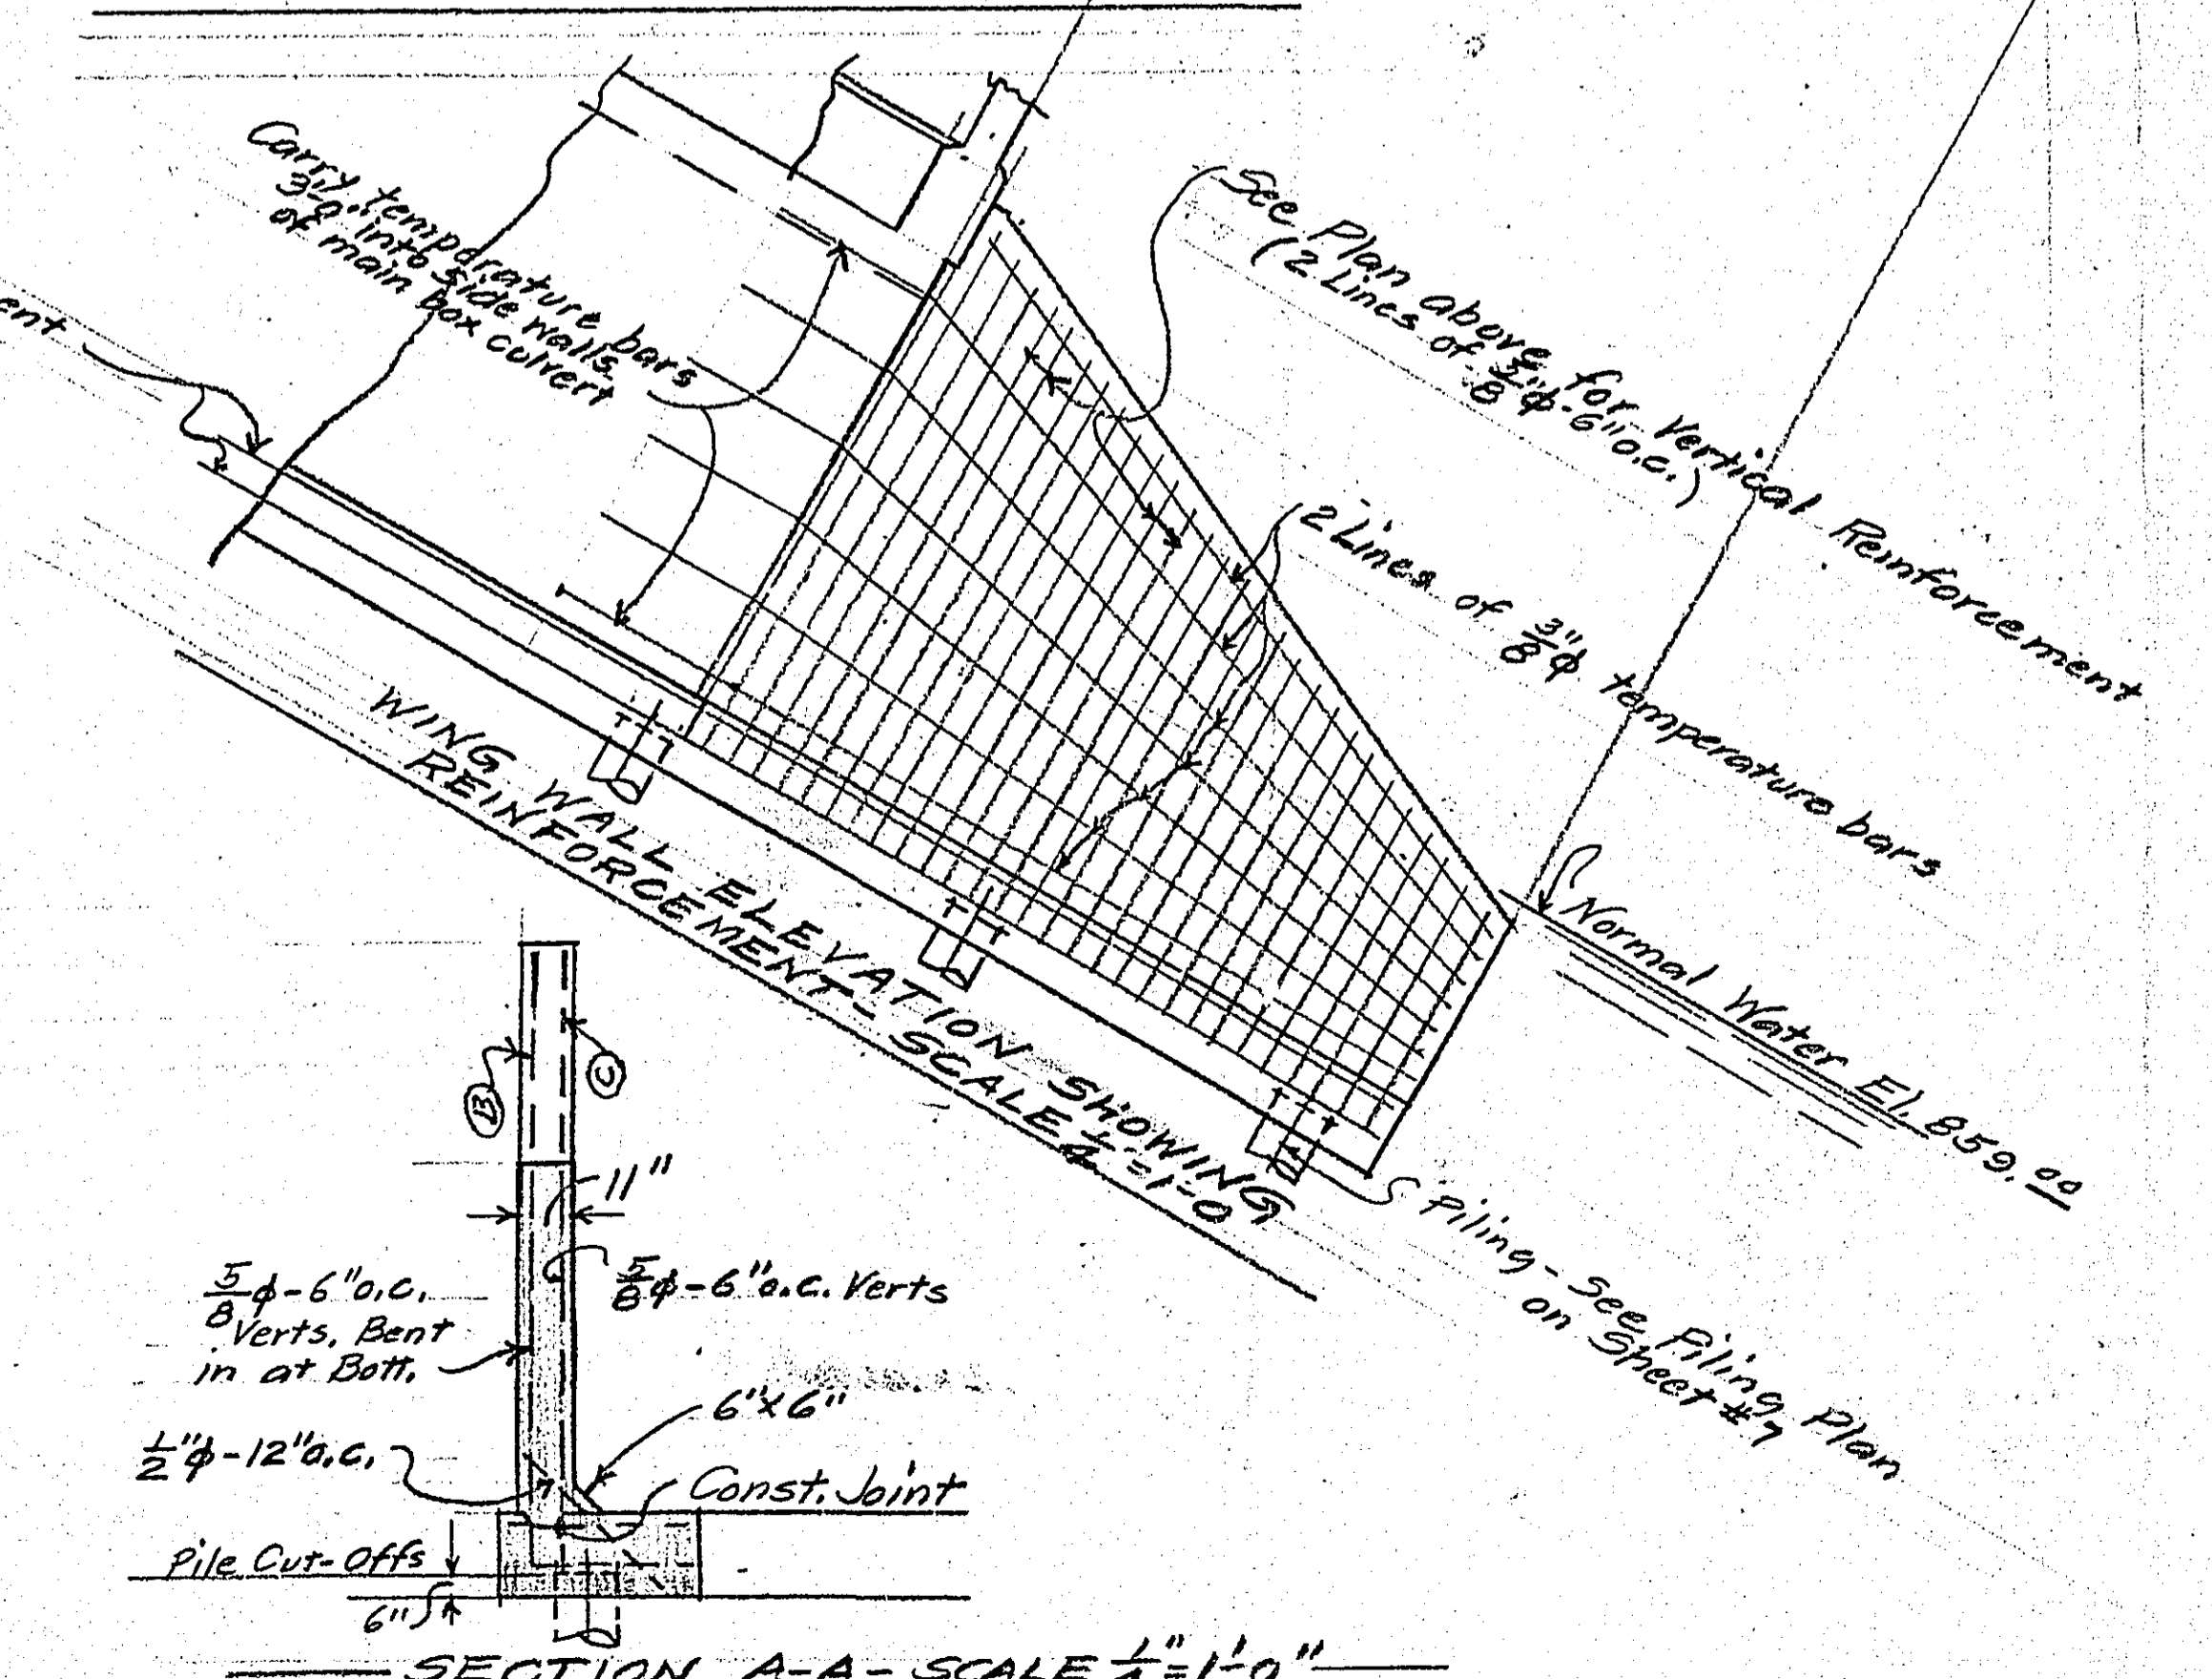 Carry temperature bars
3'-0" into side walls
of main box culvert
See Plan above for Vertical Reinforcement
(2 Lines of 5/8"ϕ-6"o.c.)
2 Lines of 3/8"ϕ temperature bars
ent
Normal Water El. 859.00
WING WALL ELEVATION SHOWING
REINFORCEMENT- SCALE 1/4"=1'-0
Piling-See Piling Plan
on Sheet #7
B
C
11"
5/8ϕ-6"o.c.
Verts. Bent
in at Bott.
5/8ϕ-6"o.c. Verts
6"x6"
1/2"ϕ-12"o.c.
Const. Joint
Pile Cut-Offs
6"
SECTION A-A- SCALE 1/4"=1'-0"